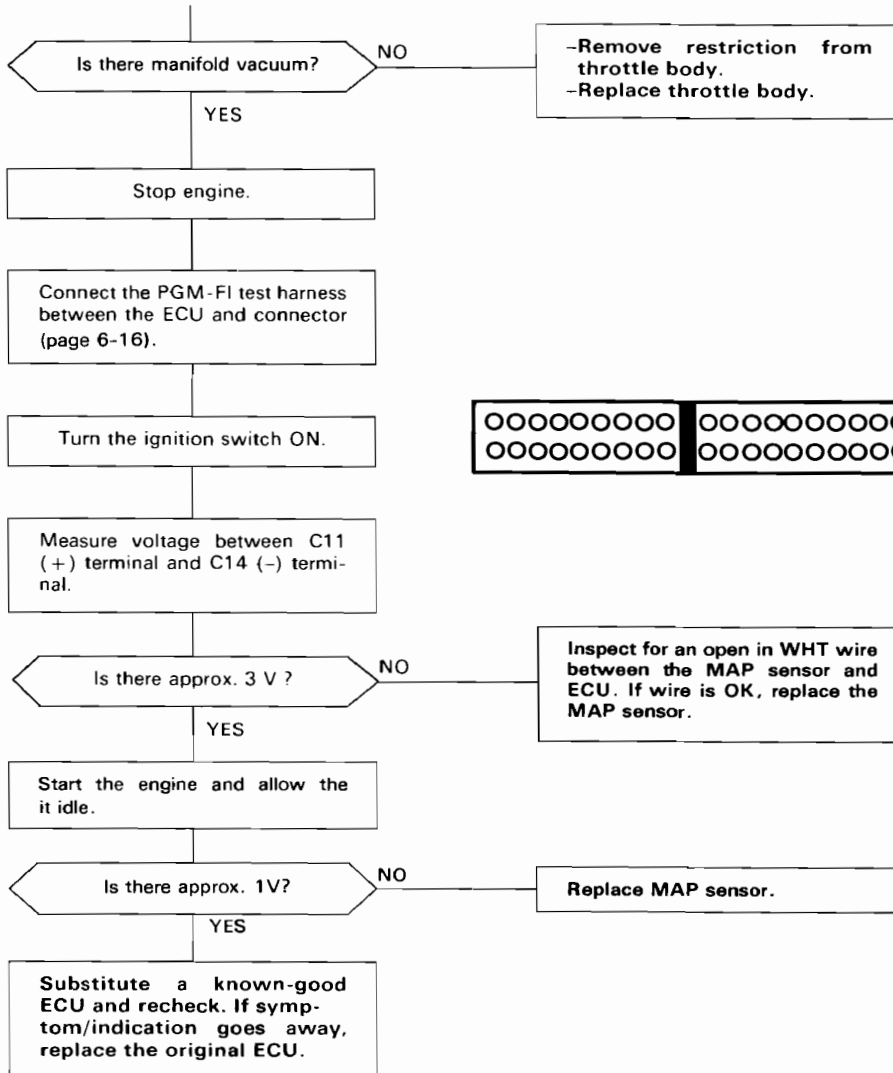 Is there manifold vacuum?
NO
–Remove restriction from
throttle body.
–Replace throttle body.
YES
Stop engine.
Connect the PGM-FI test harness
between the ECU and connector
(page 6-16).
Turn the ignition switch ON.
Measure voltage between C11
(+) terminal and C14 (–) termi-
nal.
Is there approx. 3 V ?
NO
Inspect for an open in WHT wire
between the MAP sensor and
ECU. If wire is OK, replace the
MAP sensor.
YES
Start the engine and allow the
it idle.
Is there approx. 1V?
NO
Replace MAP sensor.
YES
Substitute a known-good
ECU and recheck. If symp-
tom/indication goes away,
replace the original ECU.